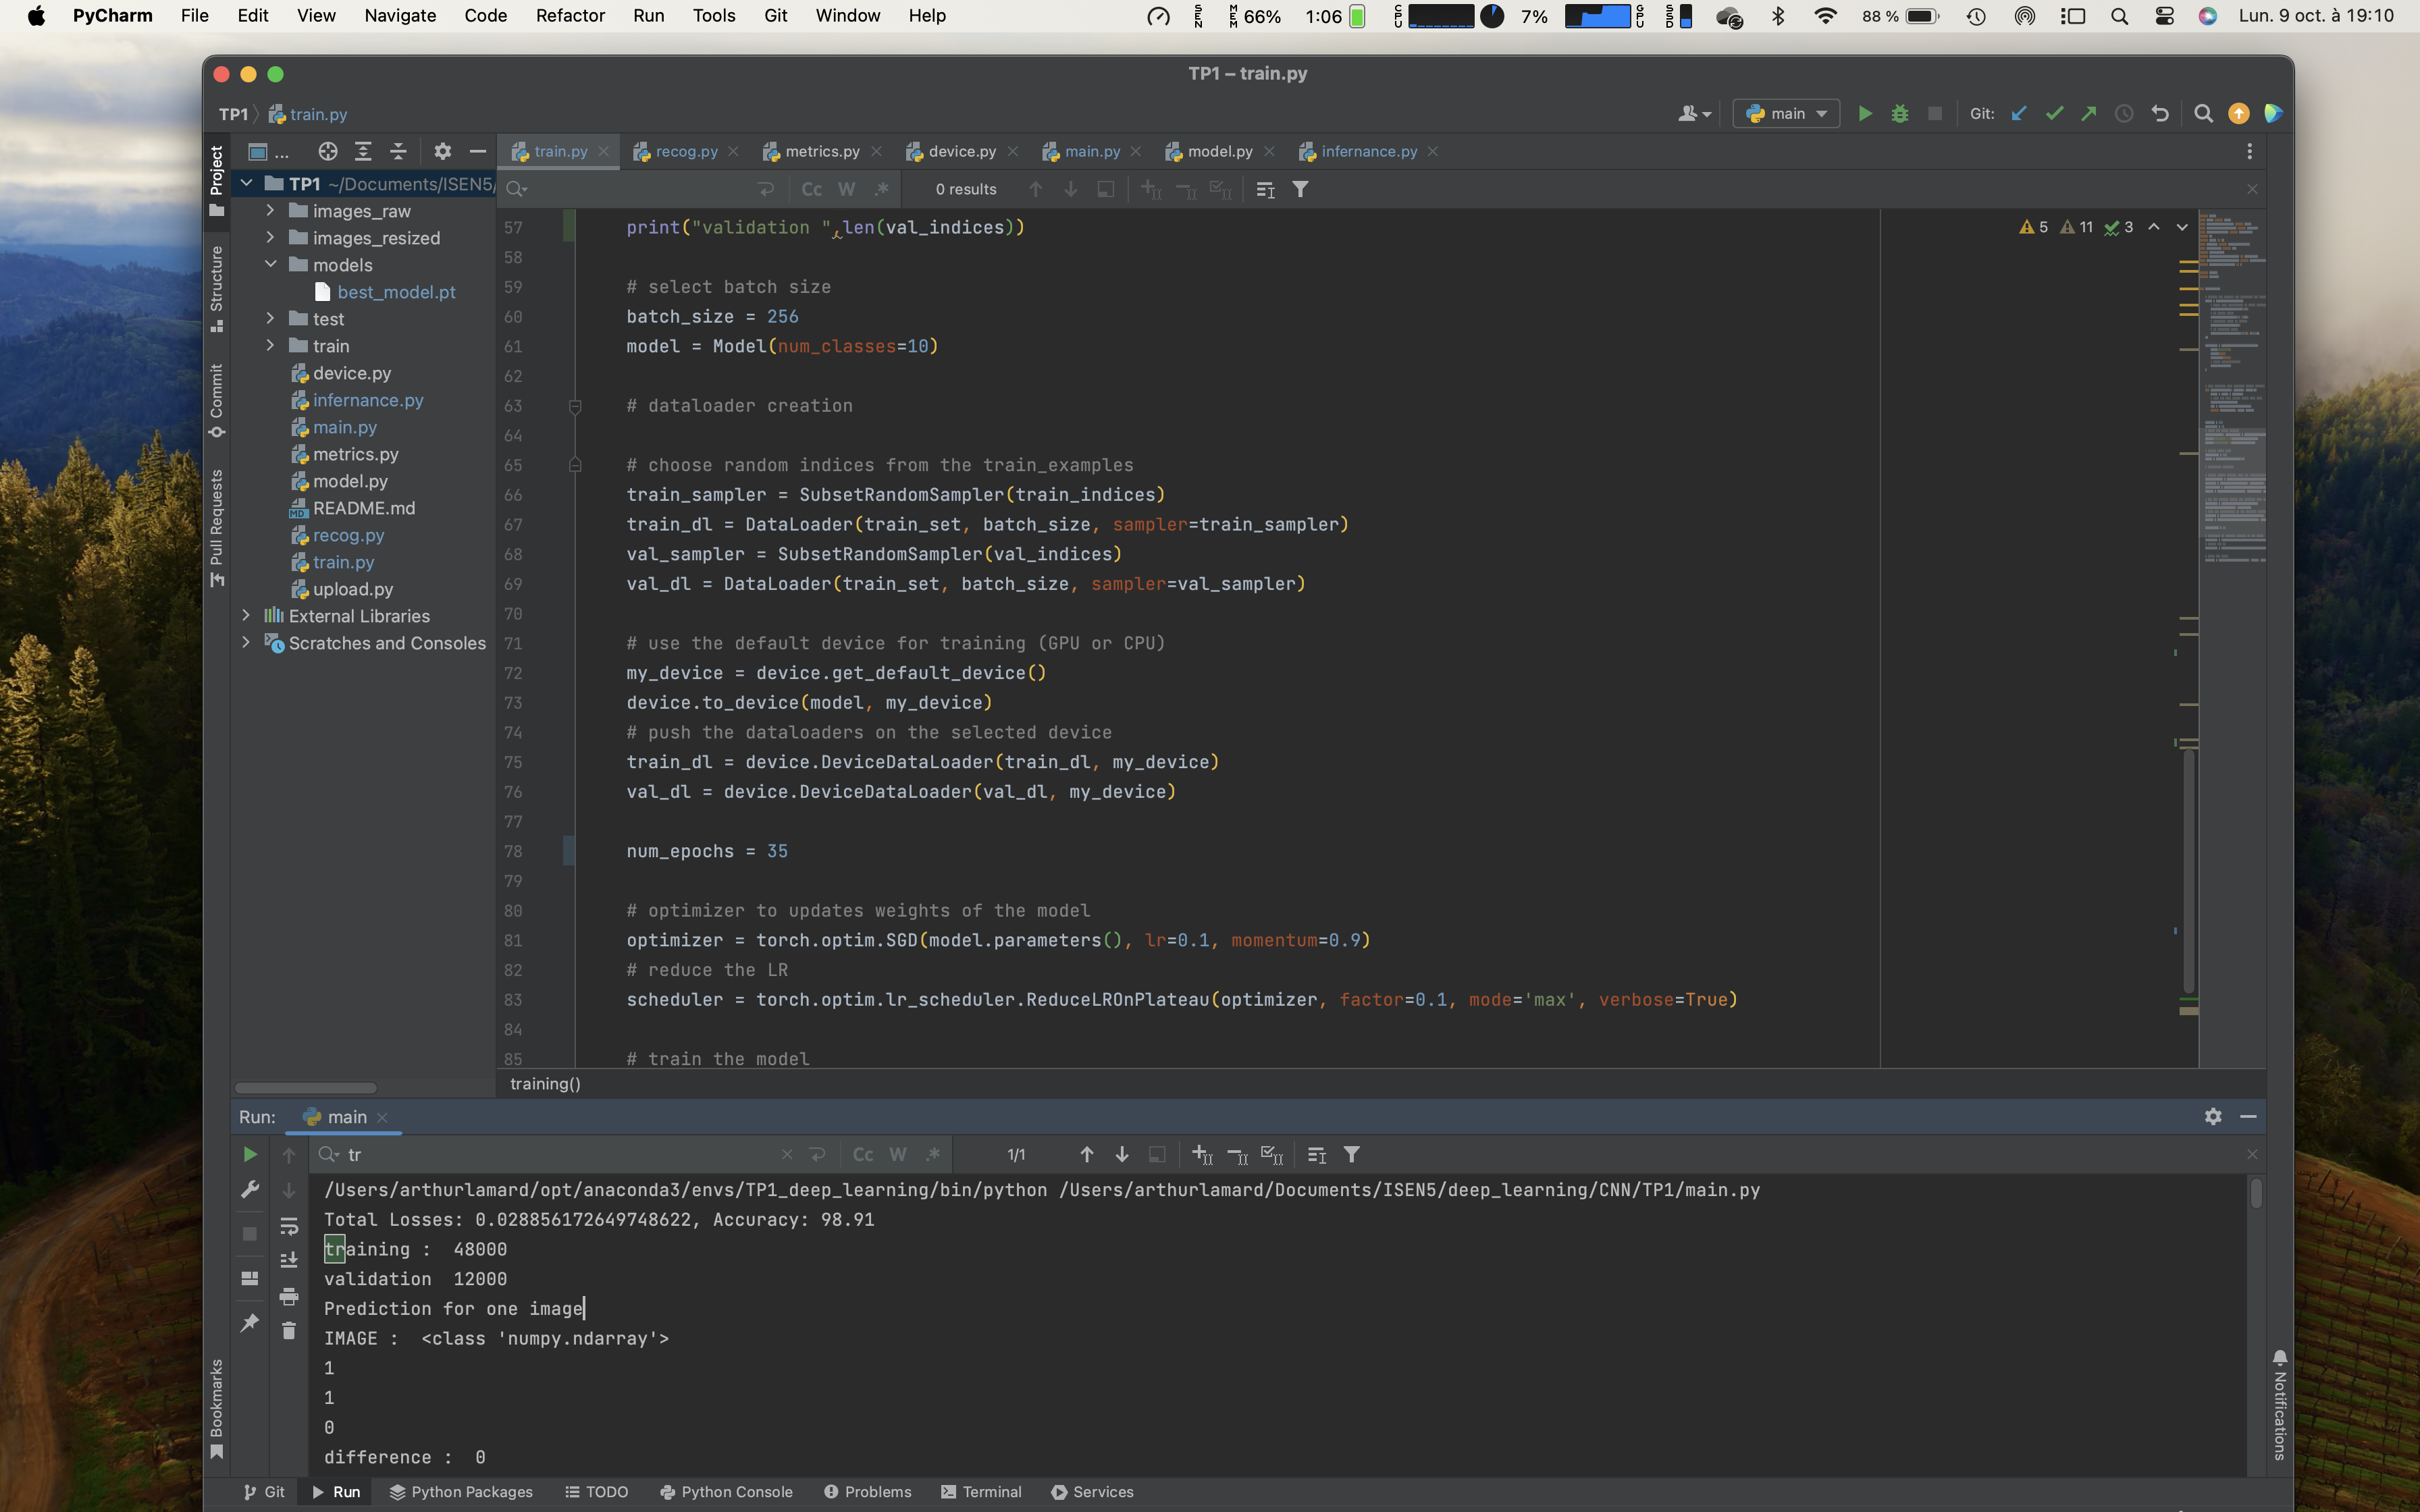 PyCharm File Edit View Navigate Code Refactor Run Tools Git Window Help SEN MEM 66% 1:06 CPU 7% GPU SSD 88 % Lun. 9 oct. à 19:10
TP1 – train.py
TP1 train.py main Git:
Project ... train.py recog.py metrics.py device.py main.py model.py infernance.py
TP1 ~/Documents/ISEN5/
images_raw
images_resized
models
best_model.pt
test
train
device.py
infernance.py
main.py
metrics.py
model.py
README.md
recog.py
train.py
upload.py
External Libraries
Scratches and Consoles
Structure
Commit
Pull Requests
Bookmarks
Cc W .* 0 results
5 11 3
57 print("validation ",len(val_indices))
58
59 # select batch size
60 batch_size = 256
61 model = Model(num_classes=10)
62
63 # dataloader creation
64
65 # choose random indices from the train_examples
66 train_sampler = SubsetRandomSampler(train_indices)
67 train_dl = DataLoader(train_set, batch_size, sampler=train_sampler)
68 val_sampler = SubsetRandomSampler(val_indices)
69 val_dl = DataLoader(train_set, batch_size, sampler=val_sampler)
70
71 # use the default device for training (GPU or CPU)
72 my_device = device.get_default_device()
73 device.to_device(model, my_device)
74 # push the dataloaders on the selected device
75 train_dl = device.DeviceDataLoader(train_dl, my_device)
76 val_dl = device.DeviceDataLoader(val_dl, my_device)
77
78 num_epochs = 35
79
80 # optimizer to updates weights of the model
81 optimizer = torch.optim.SGD(model.parameters(), lr=0.1, momentum=0.9)
82 # reduce the LR
83 scheduler = torch.optim.lr_scheduler.ReduceLROnPlateau(optimizer, factor=0.1, mode='max', verbose=True)
84
85 # train the model
training()
Run: main
tr Cc W .* 1/1
/Users/arthurlamard/opt/anaconda3/envs/TP1_deep_learning/bin/python /Users/arthurlamard/Documents/ISEN5/deep_learning/CNN/TP1/main.py
Total Losses: 0.028856172649748622, Accuracy: 98.91
training :  48000
validation  12000
Prediction for one image
IMAGE :  <class 'numpy.ndarray'>
1
1
0
difference :  0
Notifications
Git Run Python Packages TODO Python Console Problems Terminal Services